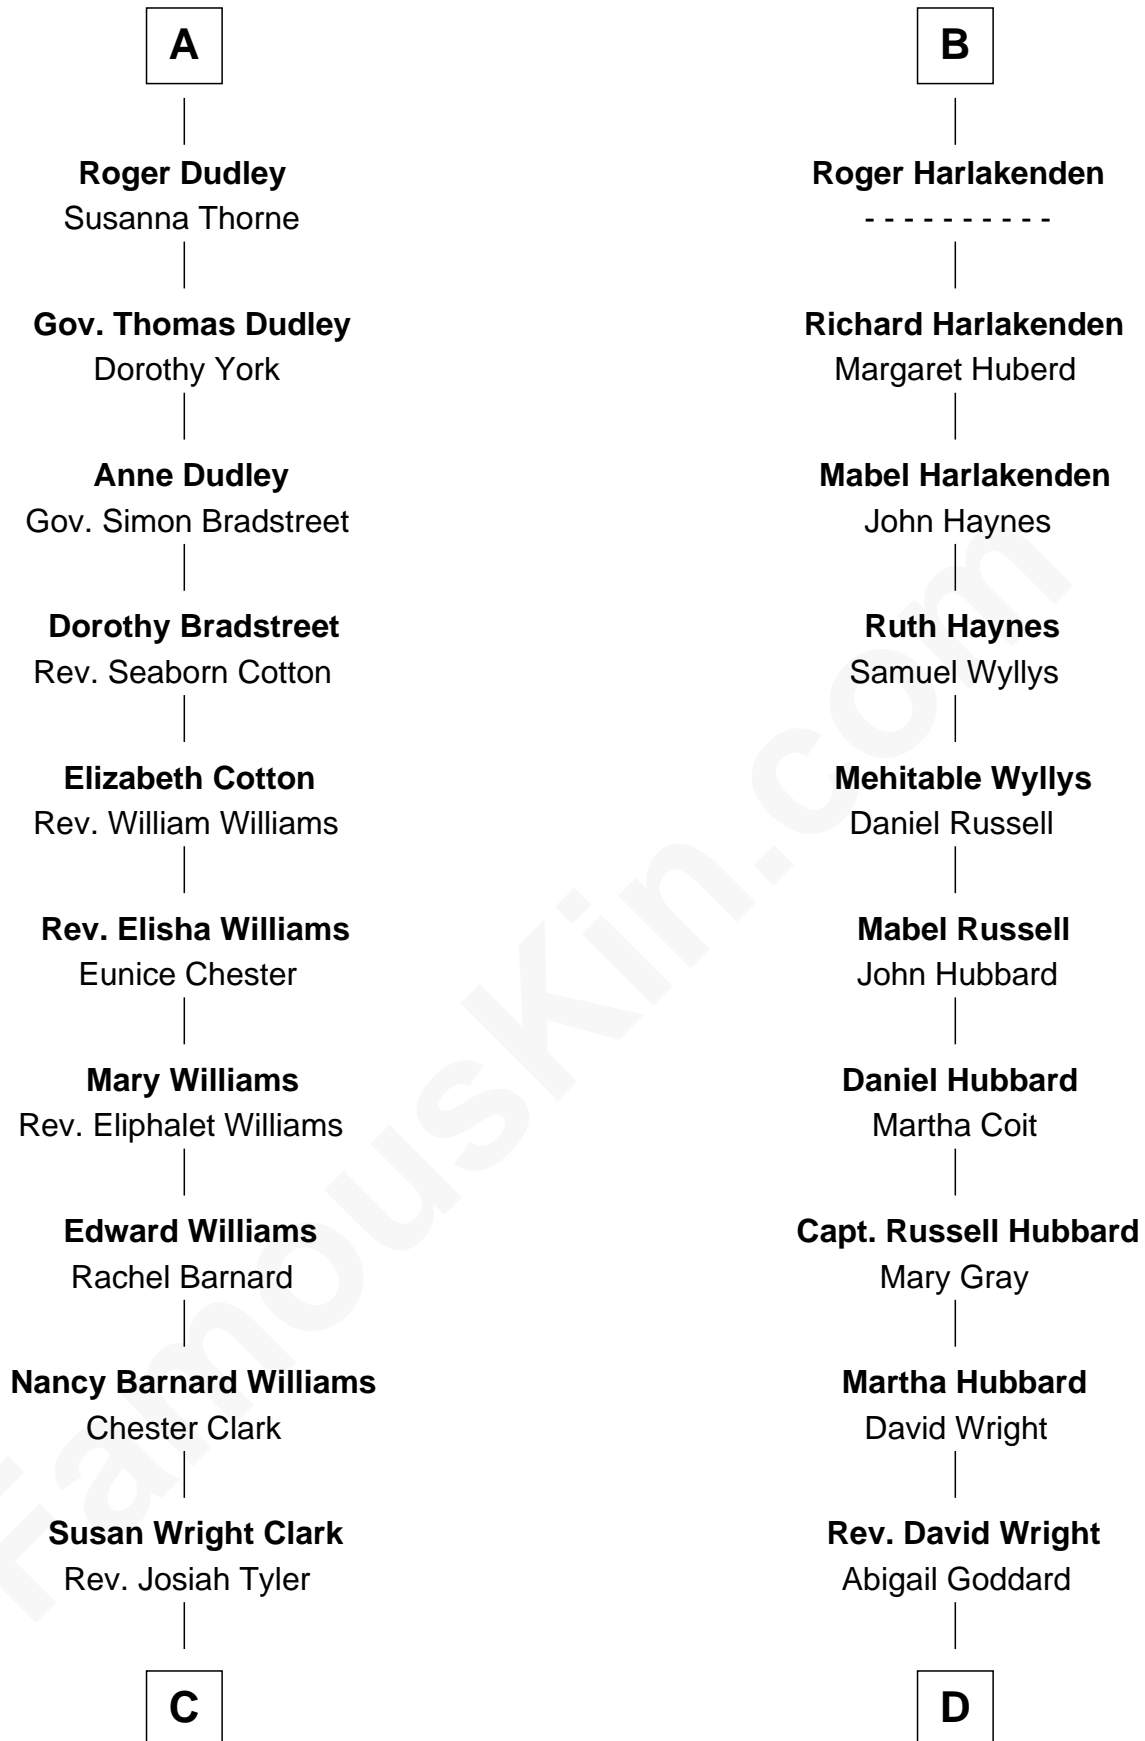 A
Roger Dudley
Susanna Thorne
Gov. Thomas Dudley
Dorothy York
Anne Dudley
Gov. Simon Bradstreet
Dorothy Bradstreet
Rev. Seaborn Cotton
Elizabeth Cotton
Rev. William Williams
Rev. Elisha Williams
Eunice Chester
Mary Williams
Rev. Eliphalet Williams
Edward Williams
Rachel Barnard
Nancy Barnard Williams
Chester Clark
Susan Wright Clark
Rev. Josiah Tyler
C
B
Roger Harlakenden
- - - - - - - - - -
Richard Harlakenden
Margaret Huberd
Mabel Harlakenden
John Haynes
Ruth Haynes
Samuel Wyllys
Mehitable Wyllys
Daniel Russell
Mabel Russell
John Hubbard
Daniel Hubbard
Martha Coit
Capt. Russell Hubbard
Mary Gray
Martha Hubbard
David Wright
Rev. David Wright
Abigail Goddard
D
FamousKin.com